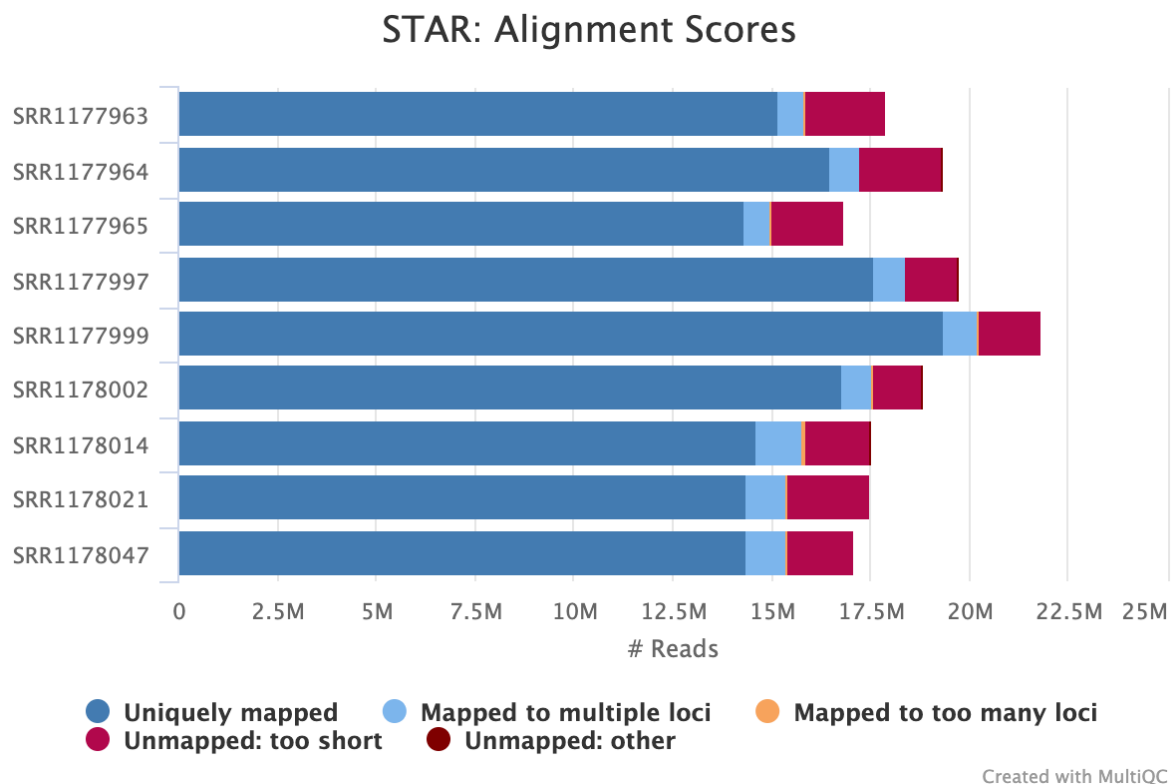 STAR: Alignment Scores
SRR1177963
SRR1177964
SRR1177965
SRR1177997
SRR1177999
SRR1178002
SRR1178014
SRR1178021
SRR1178047
0 2.5M 5M 7.5M 10M 12.5M 15M 17.5M 20M 22.5M 25M
# Reads
Uniquely mapped Mapped to multiple loci Mapped to too many loci
Unmapped: too short Unmapped: other
Created with MultiQC